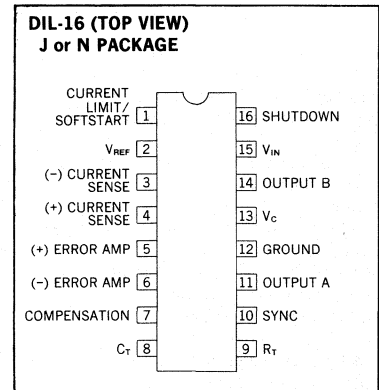 DIL-16 (TOP VIEW)
J or N PACKAGE
CURRENT
LIMIT/
SOFTSTART 1
16 SHUTDOWN
VREF 2
15 VIN
(−) CURRENT
SENSE 3
14 OUTPUT B
(+) CURRENT
SENSE 4
13 Vc
(+) ERROR AMP 5
12 GROUND
(−) ERROR AMP 6
11 OUTPUT A
COMPENSATION 7
10 SYNC
CT 8
9 RT